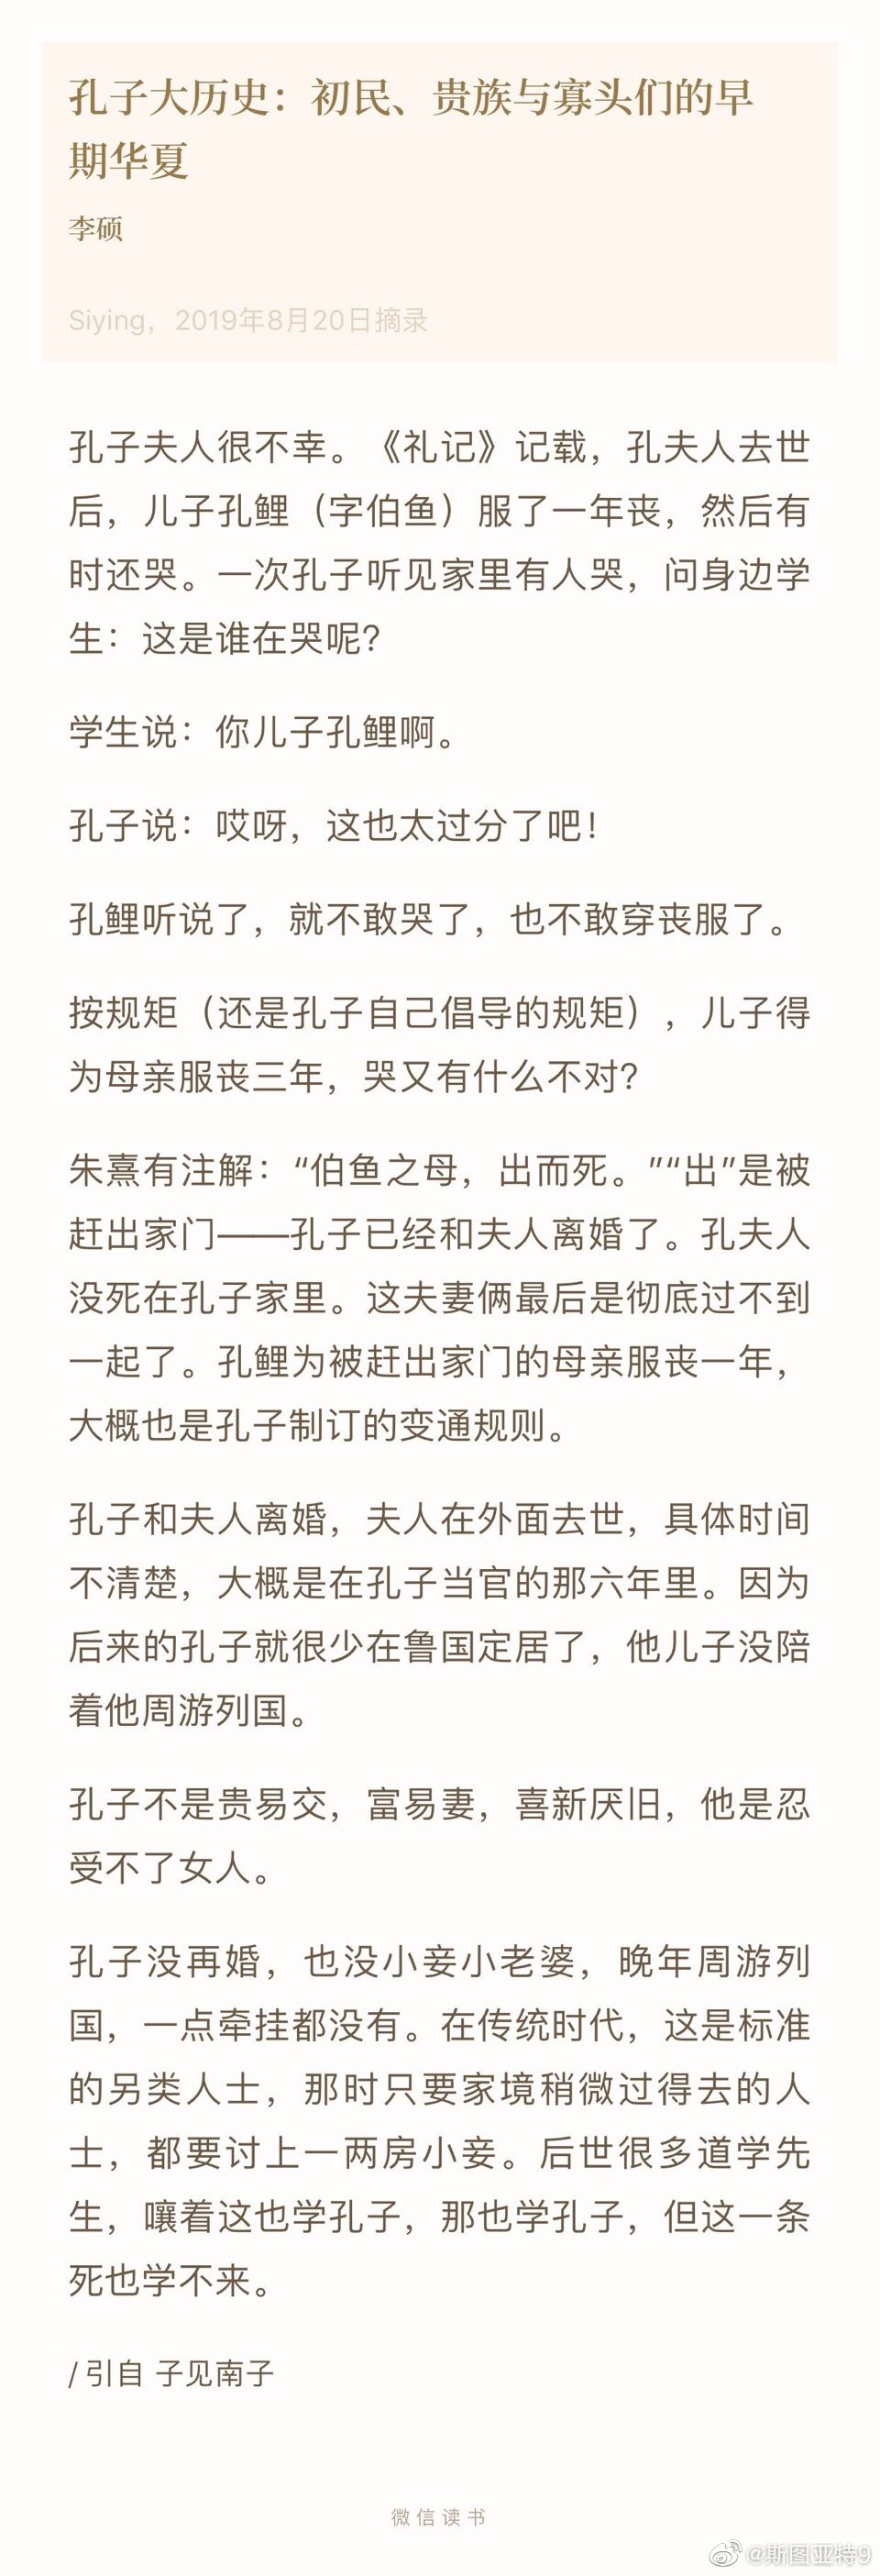 孔子大历史：初民、贵族与寡头们的早
期华夏
李硕
Siying，2019年8月20日摘录
孔子夫人很不幸。《礼记》记载，孔夫人去世
后，儿子孔鲤（字伯鱼）服了一年丧，然后有
时还哭。一次孔子听见家里有人哭，问身边学
生：这是谁在哭呢？
学生说：你儿子孔鲤啊。
孔子说：哎呀，这也太过分了吧！
孔鲤听说了，就不敢哭了，也不敢穿丧服了。
按规矩（还是孔子自己倡导的规矩），儿子得
为母亲服丧三年，哭又有什么不对？
朱熹有注解：“伯鱼之母，出而死。”“出”是被
赶出家门——孔子已经和夫人离婚了。孔夫人
没死在孔子家里。这夫妻俩最后是彻底过不到
一起了。孔鲤为被赶出家门的母亲服丧一年，
大概也是孔子制订的变通规则。
孔子和夫人离婚，夫人在外面去世，具体时间
不清楚，大概是在孔子当官的那六年里。因为
后来的孔子就很少在鲁国定居了，他儿子没陪
着他周游列国。
孔子不是贵易交，富易妻，喜新厌旧，他是忍
受不了女人。
孔子没再婚，也没小妾小老婆，晚年周游列
国，一点牵挂都没有。在传统时代，这是标准
的另类人士，那时只要家境稍微过得去的人
士，都要讨上一两房小妾。后世很多道学先
生，嚷着这也学孔子，那也学孔子，但这一条
死也学不来。
/ 引自 子见南子
微信读书
@斯图亚特9